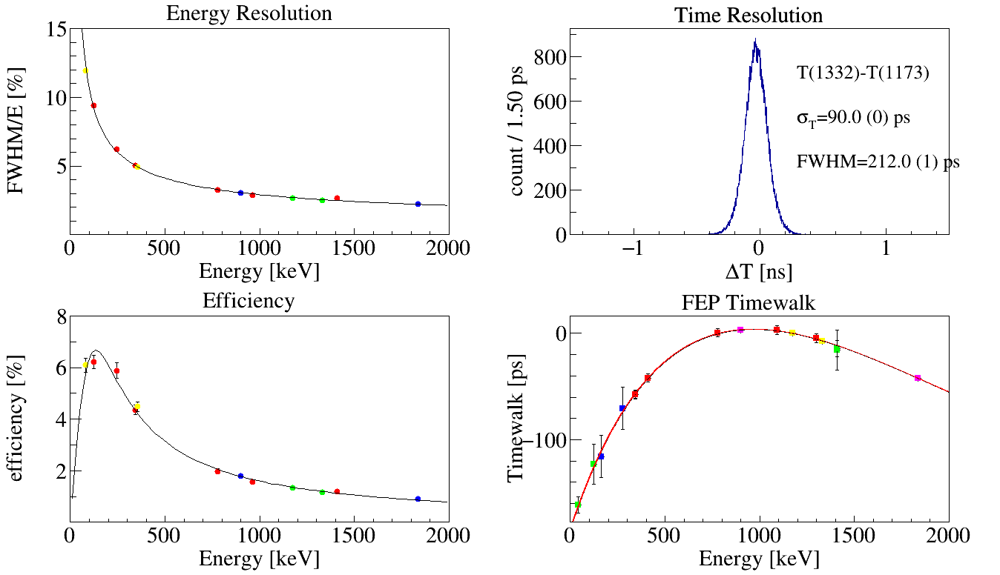 Energy Resolution
FWHM/E [%]
15
10
5
0 500 1000 1500 2000
Energy [keV]
Time Resolution
count / 1.50 ps
800
600
400
200
0
T(1332)-T(1173)
σT=90.0 (0) ps
FWHM=212.0 (1) ps
−1 0 1
ΔT [ns]
Efficiency
efficiency [%]
8
6
4
2
0 500 1000 1500 2000
Energy [keV]
FEP Timewalk
Timewalk [ps]
0
−100
0 500 1000 1500 2000
Energy [keV]